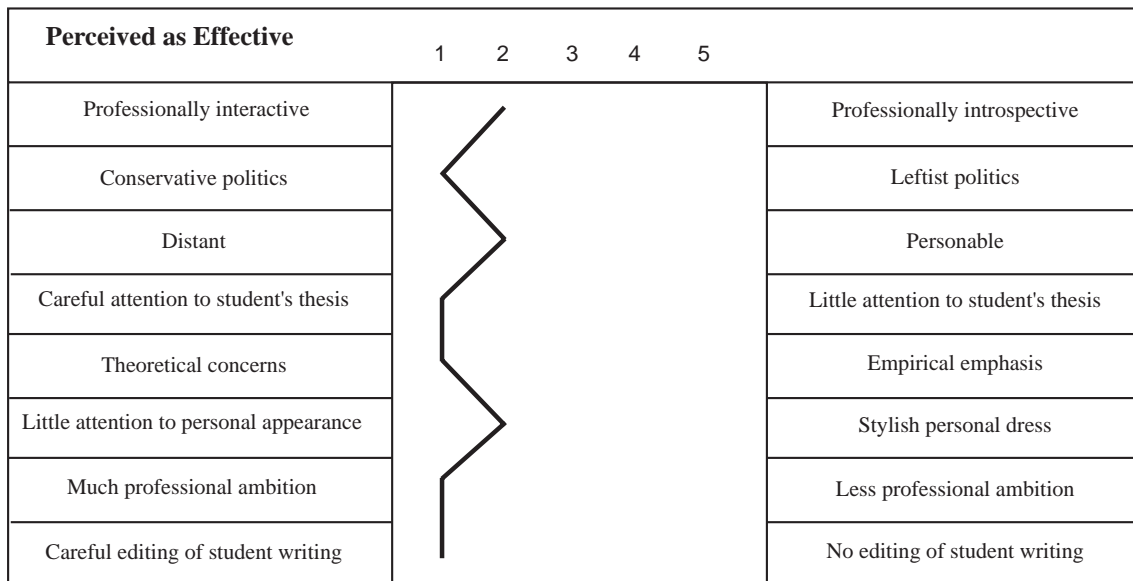 Perceived as Effective 1 2 3 4 5
Professionally interactive Professionally introspective
Conservative politics Leftist politics
Distant Personable
Careful attention to student's thesis Little attention to student's thesis
Theoretical concerns Empirical emphasis
Little attention to personal appearance Stylish personal dress
Much professional ambition Less professional ambition
Careful editing of student writing No editing of student writing